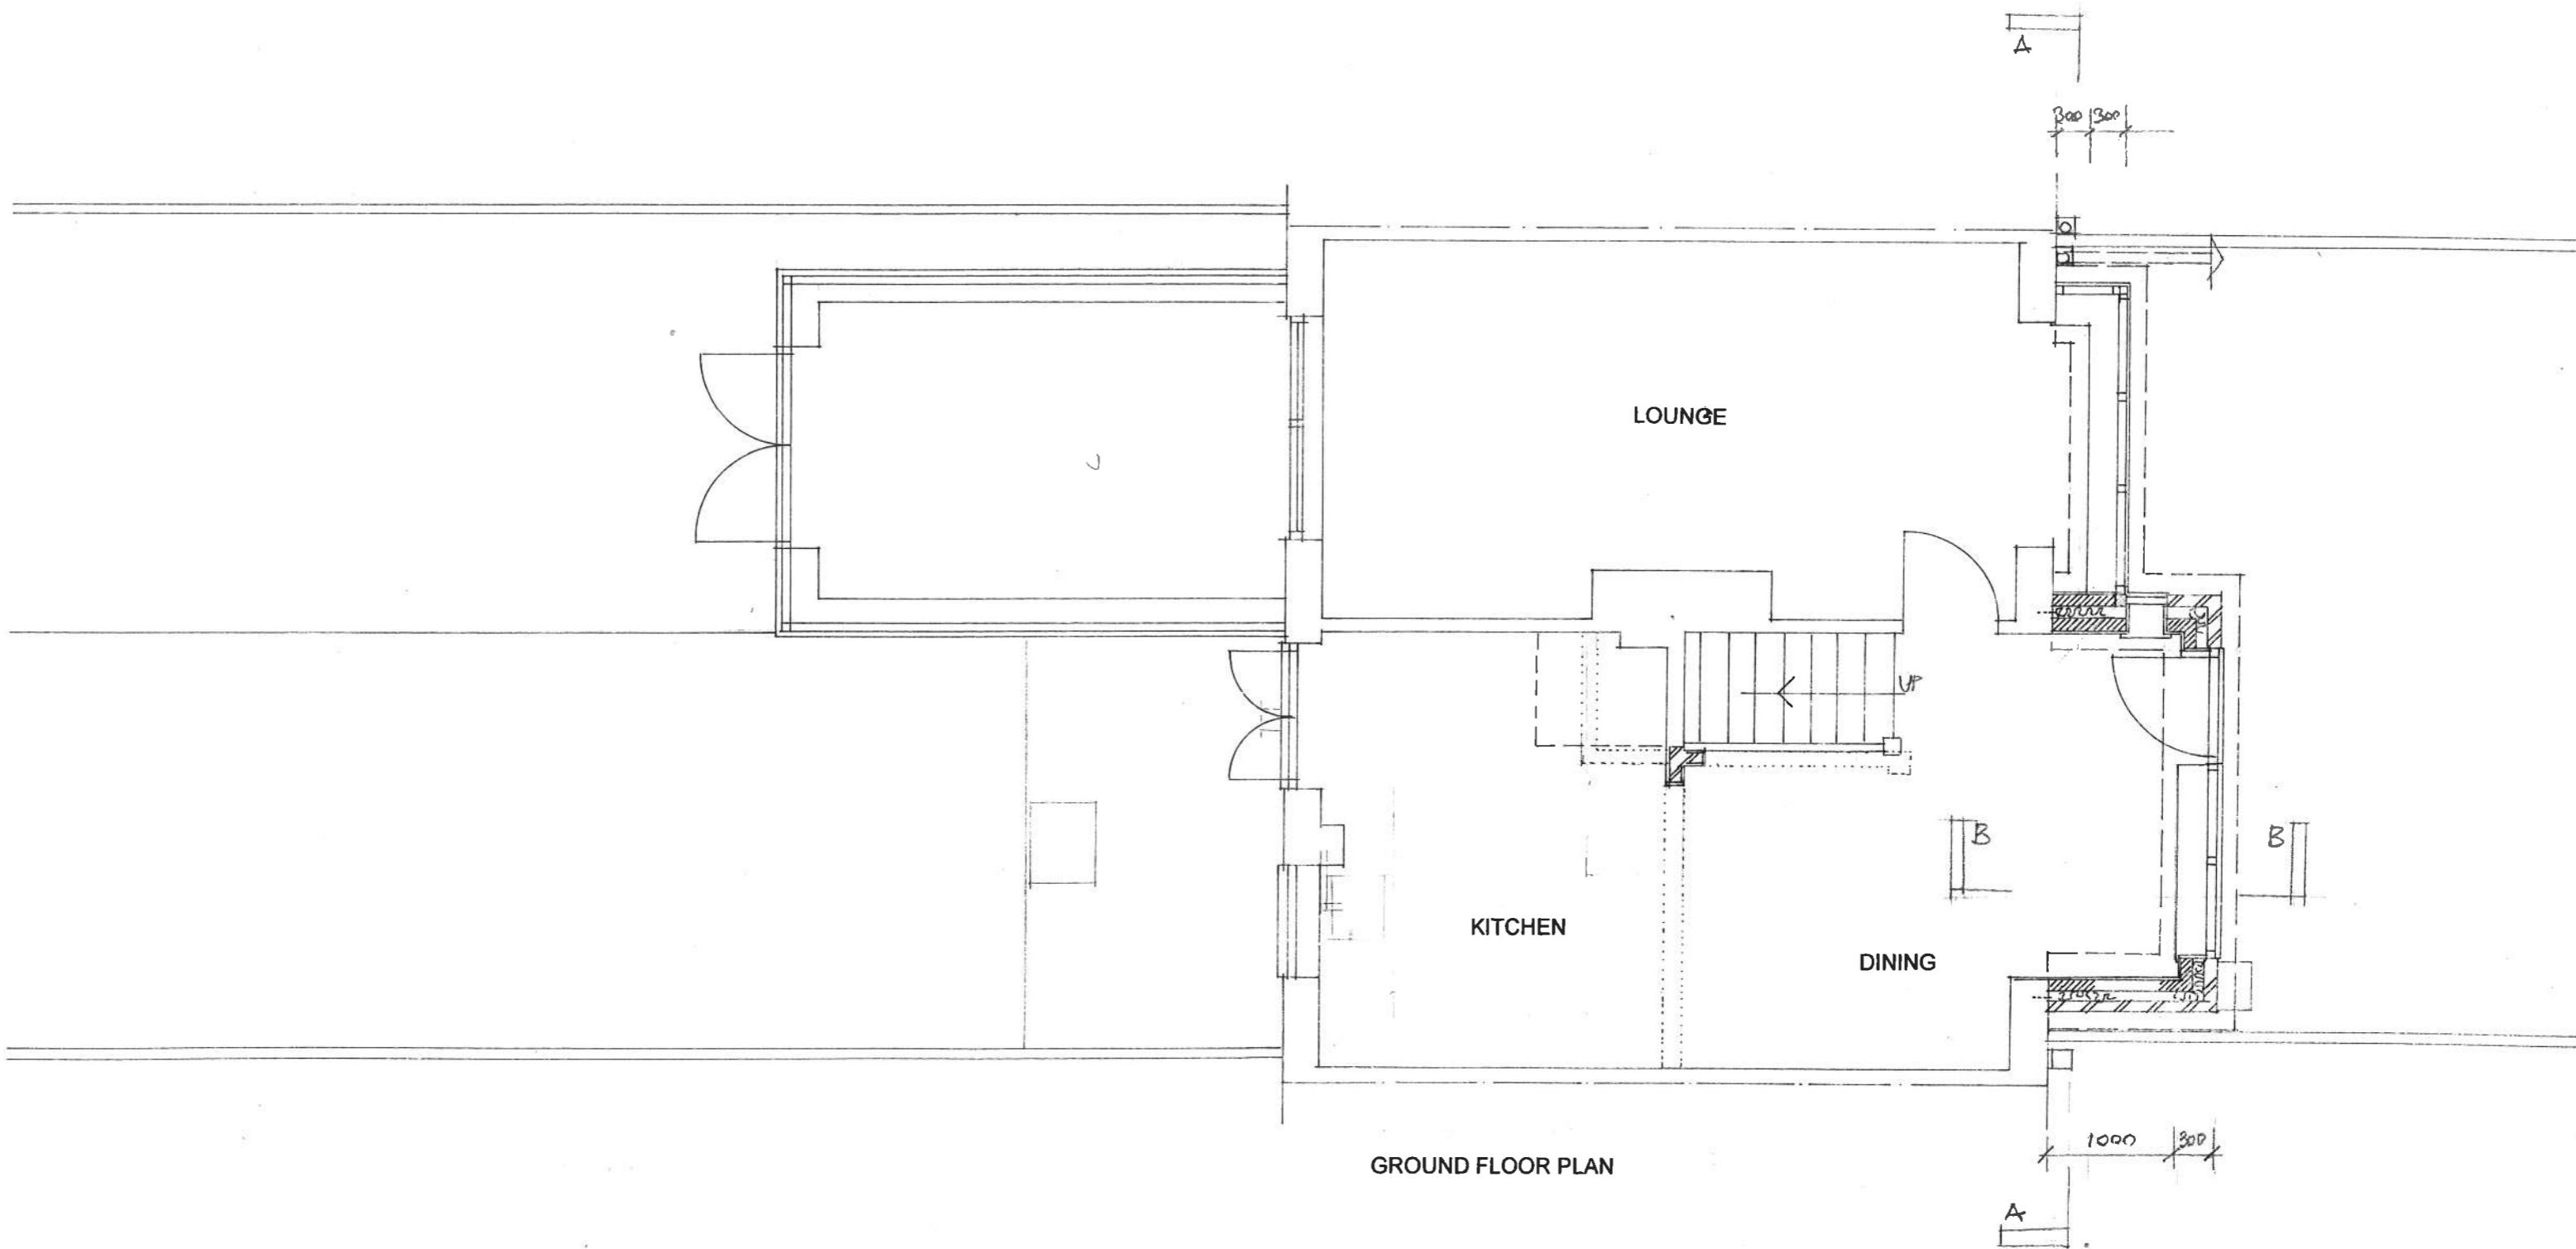 A
300 300
LOUNGE
UP
B
B
KITCHEN
DINING
1000 300
GROUND FLOOR PLAN
A